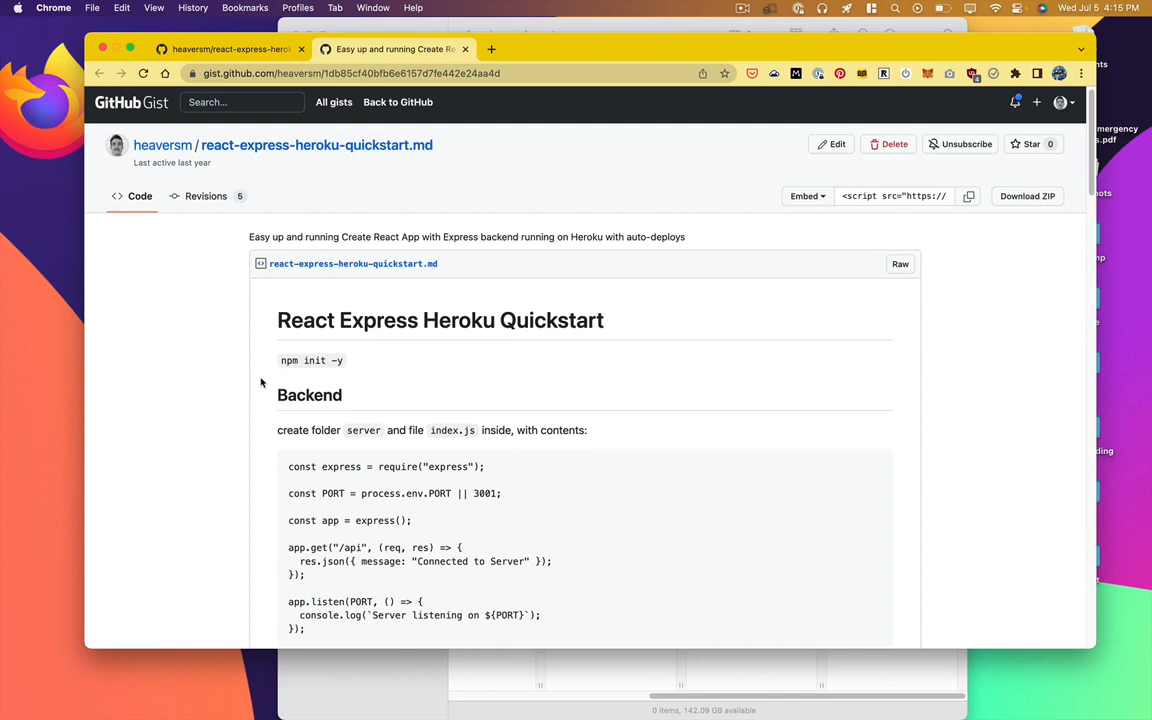 Chrome File Edit View History Bookmarks Profiles Tab Window Help Wed Jul 5 4:15 PM
heaversm/react-express-herok Easy up and running Create Re
gist.github.com/heaversm/1db85cf40bfb6e6157d7fe442e24aa4d
GitHub Gist Search... All gists Back to GitHub
heaversm / react-express-heroku-quickstart.md
Edit Delete Unsubscribe Star 0
Last active last year
Code Revisions 5
Embed <script src="https:// Download ZIP
Easy up and running Create React App with Express backend running on Heroku with auto-deploys
react-express-heroku-quickstart.md Raw
React Express Heroku Quickstart
npm init -y
Backend
create folder server and file index.js inside, with contents:
const express = require("express");
const PORT = process.env.PORT || 3001;
const app = express();
app.get("/api", (req, res) => {
res.json({ message: "Connected to Server" });
});
app.listen(PORT, () => {
console.log(`Server listening on ${PORT}`);
});
nts
mergency
s.pdf
ots
mp
ding
0 items, 142.09 GB available